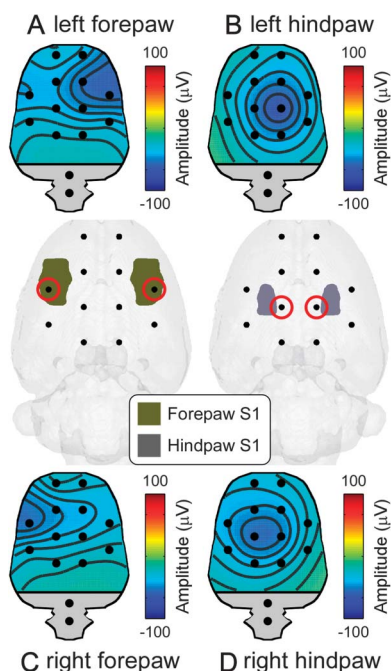 A left forepaw
B left hindpaw
100
Amplitude (µV)
-100
100
Amplitude (µV)
-100
Forepaw S1
Hindpaw S1
100
Amplitude (µV)
-100
100
Amplitude (µV)
-100
C right forepaw
D right hindpaw